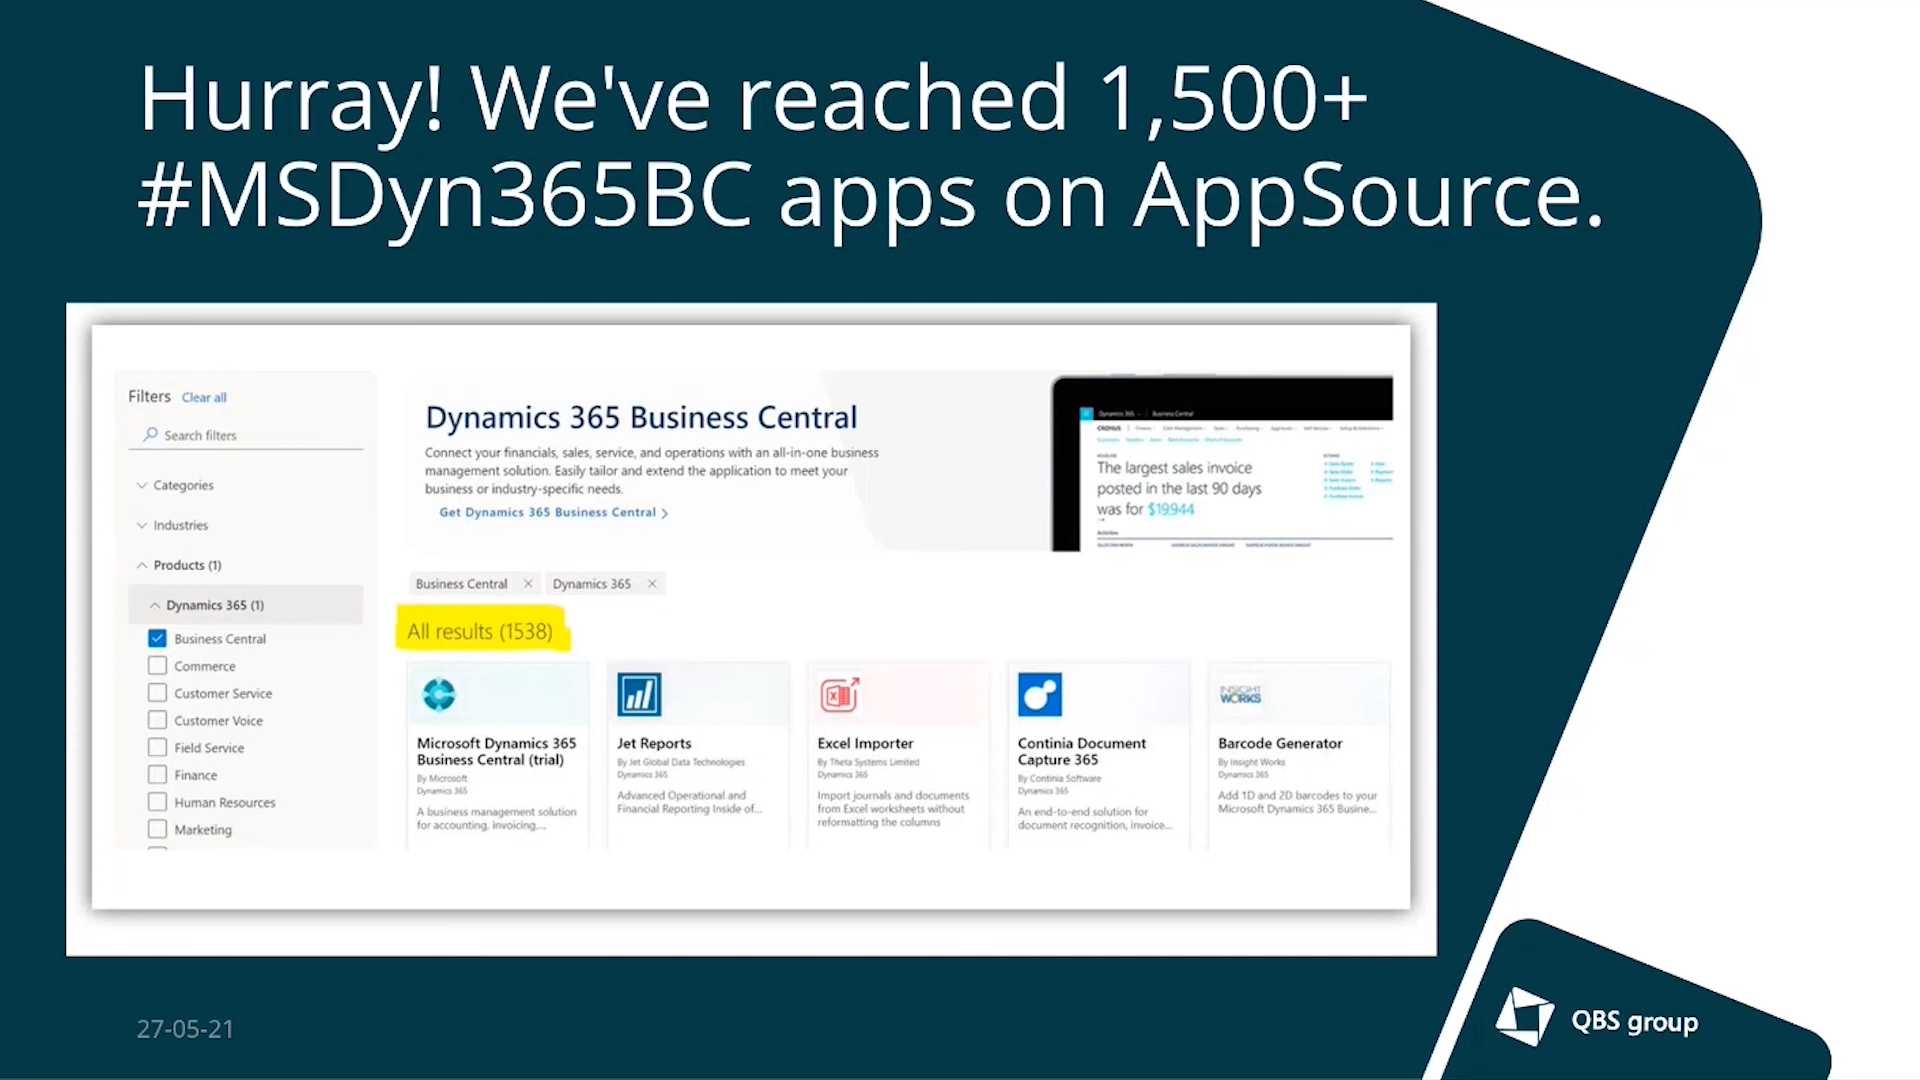 Hurray! We've reached 1,500+
#MSDyn365BC apps on AppSource.
Filters Clear all
Search filters
Categories
Industries
Products (1)
Dynamics 365 (1)
Business Central
Commerce
Customer Service
Customer Voice
Field Service
Finance
Human Resources
Marketing
Dynamics 365 Business Central
Connect your financials, sales, service, and operations with an all-in-one business
management solution. Easily tailor and extend the application to meet your
business or industry-specific needs.
Get Dynamics 365 Business Central
Dynamics 365 Business Central
CRONUS
The largest sales invoice
posted in the last 90 days
was for $19,944
Business Central Dynamics 365
All results (1538)
Microsoft Dynamics 365
Business Central (trial)
By Microsoft
Dynamics 365
A business management solution
for accounting, invoicing,...
Jet Reports
By Jet Global Data Technologies
Dynamics 365
Advanced Operational and
Financial Reporting Inside of...
Excel Importer
By Theta Systems Limited
Dynamics 365
Import journals and documents
from Excel worksheets without
reformatting the columns
Continia Document
Capture 365
By Continia Software
Dynamics 365
An end-to-end solution for
document recognition, invoice...
INSIGHT
WORKS
Barcode Generator
By Insight Works
Dynamics 365
Add 1D and 2D barcodes to your
Microsoft Dynamics 365 Busine...
27-05-21
QBS group